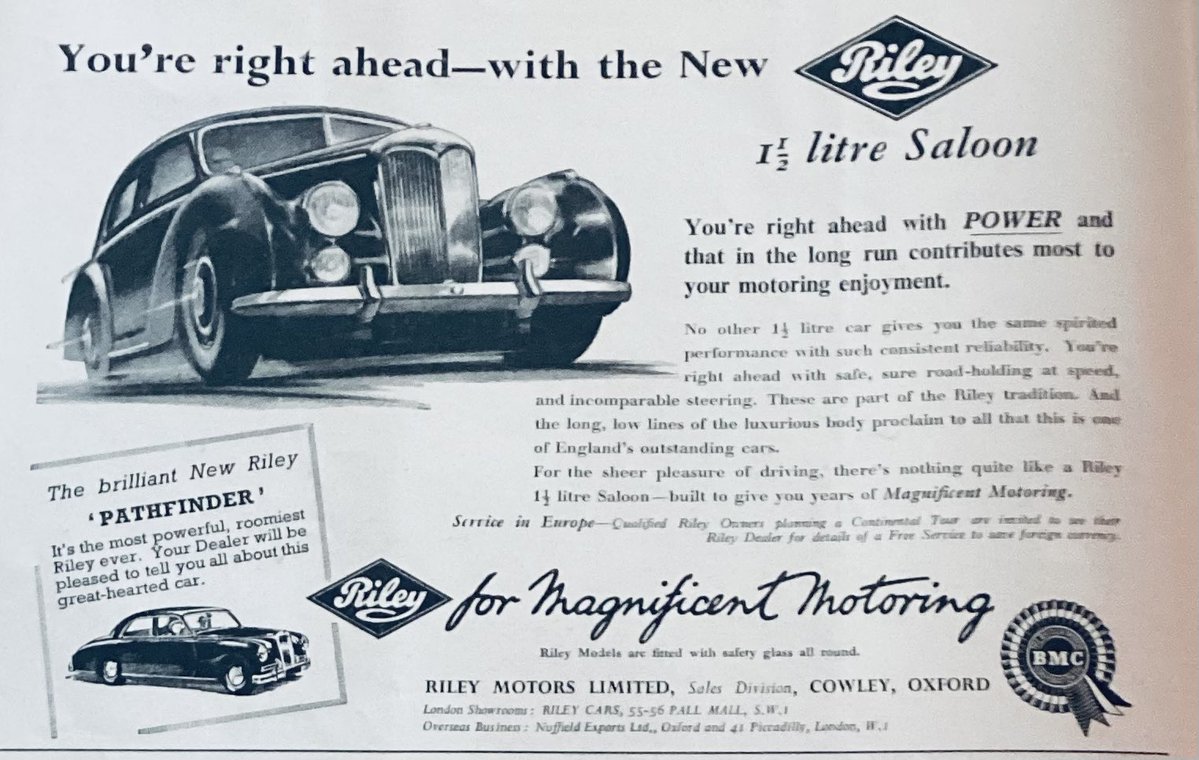 You're right ahead—with the New Riley
1½ litre Saloon
You're right ahead with POWER and
that in the long run contributes most to
your motoring enjoyment.
No other 1½ litre car gives you the same spirited
performance with such consistent reliability. You're
right ahead with safe, sure road-holding at speed,
and incomparable steering. These are part of the Riley tradition. And
the long, low lines of the luxurious body proclaim to all that this is one
of England's outstanding cars.
For the sheer pleasure of driving, there's nothing quite like a Riley
1½ litre Saloon—built to give you years of Magnificent Motoring.
Service in Europe—Qualified Riley Owners planning a Continental Tour are invited to see their
Riley Dealer for details of a Free Service to save foreign currency.
The brilliant New Riley
'PATHFINDER'
It's the most powerful, roomiest
Riley ever. Your Dealer will be
pleased to tell you all about this
great-hearted car.
Riley for Magnificent Motoring
Riley Models are fitted with safety glass all round.
RILEY MOTORS LIMITED, Sales Division, COWLEY, OXFORD
London Showrooms: RILEY CARS, 55-56 PALL MALL, S.W.1
Overseas Business: Nuffield Exports Ltd., Oxford and 41 Piccadilly, London, W.1
BMC